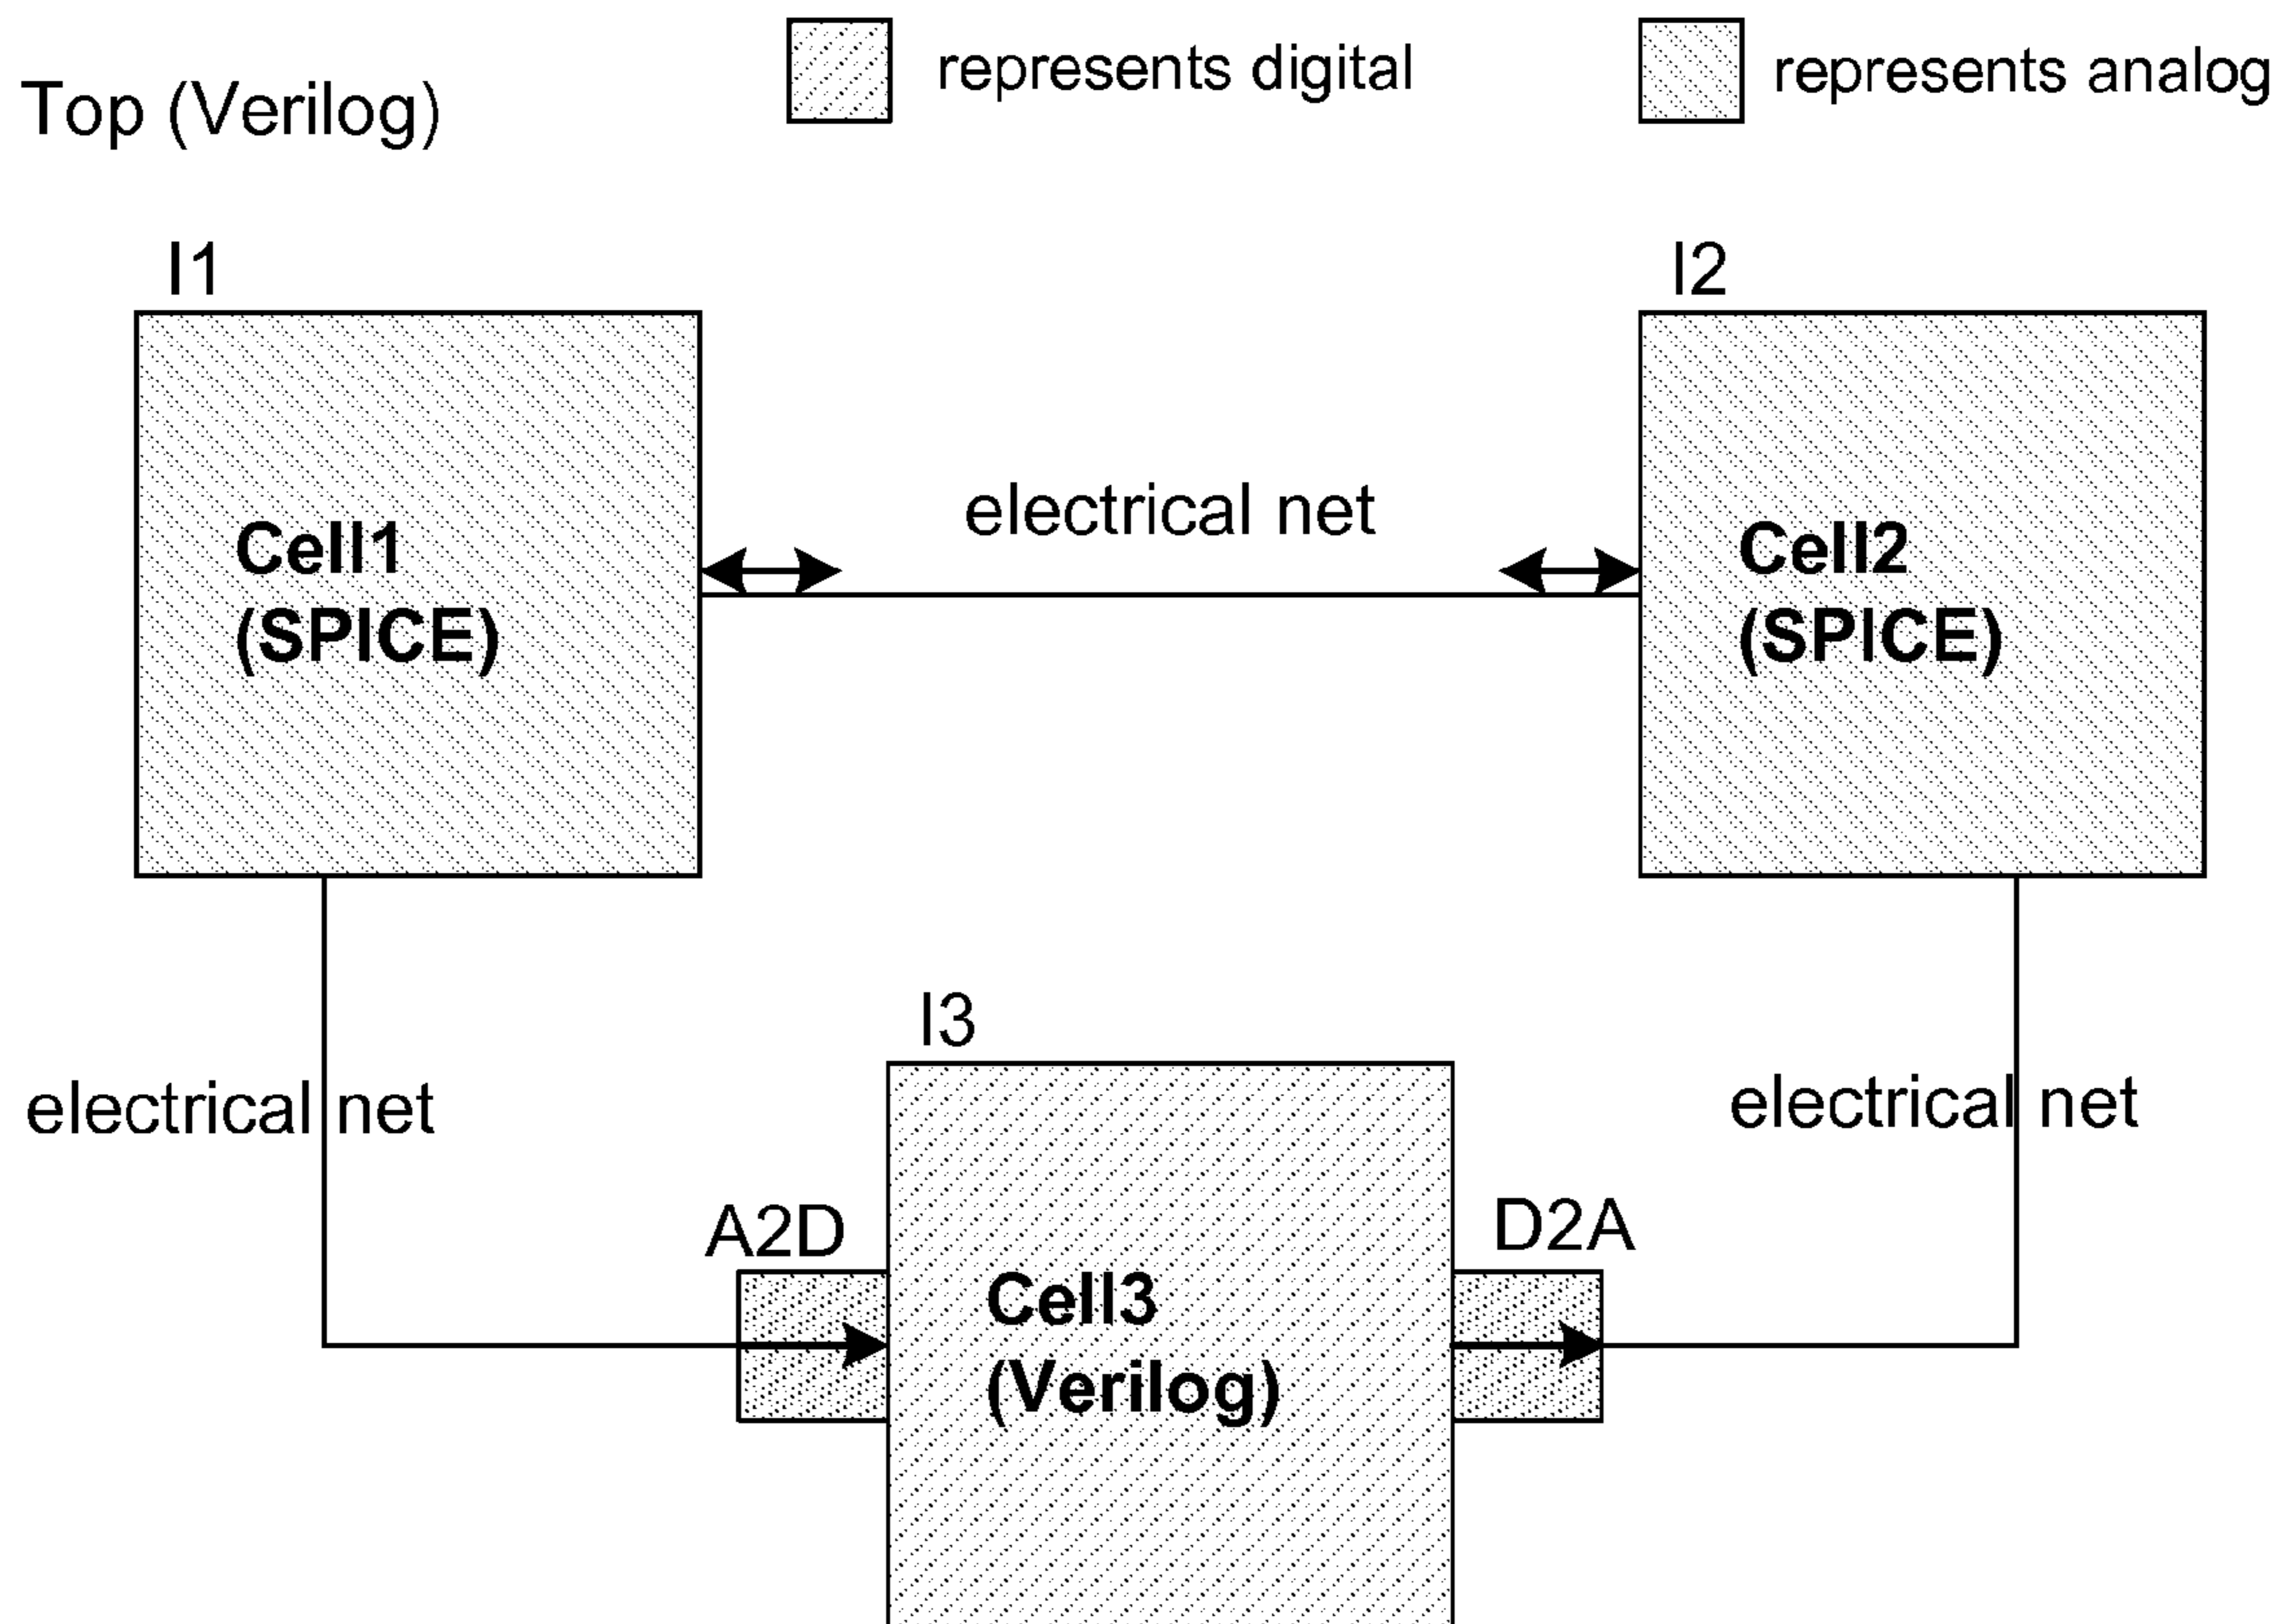 represents digital
represents analog
Top (Verilog)
I1
I2
Cell1
(SPICE)
electrical net
Cell2
(SPICE)
electrical net
I3
electrical net
A2D
D2A
Cell3
(Verilog)